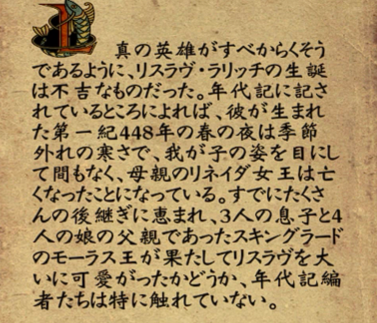 真の英雄がすべからくそう
であるように、リスラヴ・ラリッチの生誕
は不吉なものだった。年代記に記さ
れているところによれば、彼が生まれ
た第一紀448年の春の夜は季節
外れの寒さで、我が子の姿を目にし
て間もなく、母親のリネイダ女王は亡
くなったことになっている。すでにたくさ
んの後継ぎに恵まれ、3人の息子と4
人の娘の父親であったスキングラード
のモーラス王が果たしてリスラヴを大
いに可愛がったかどうか、年代記編
者たちは特に触れていない。